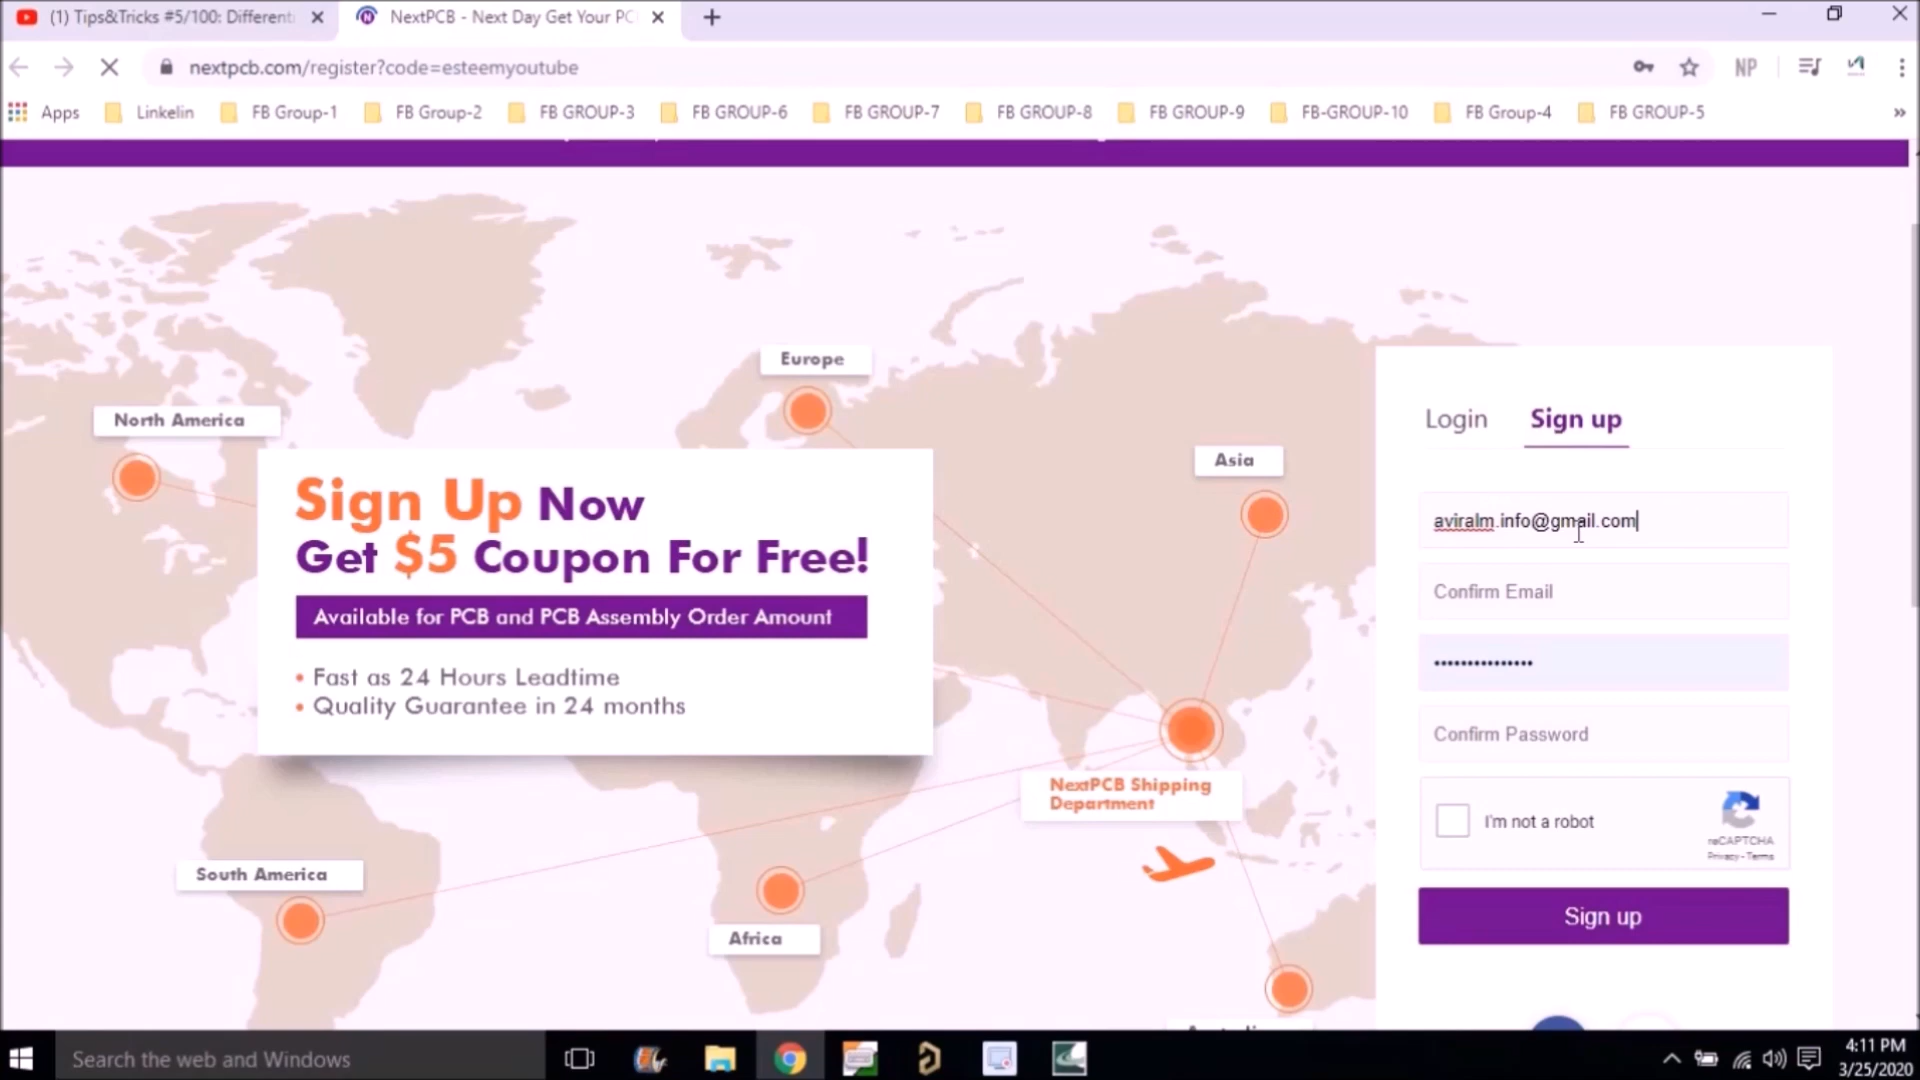 (1) Tips&Tricks #5/100: Different
NextPCB - Next Day Get Your PC
nextpcb.com/register?code=esteemyoutube
NP
Apps
Linkelin
FB Group-1
FB Group-2
FB GROUP-3
FB GROUP-6
FB GROUP-7
FB GROUP-8
FB GROUP-9
FB-GROUP-10
FB Group-4
FB GROUP-5
Europe
North America
Asia
Sign Up Now
Get $5 Coupon For Free!
Available for PCB and PCB Assembly Order Amount
• Fast as 24 Hours Leadtime
• Quality Guarantee in 24 months
NextPCB Shipping
Department
South America
Africa
Login
Sign up
aviralm.info@gmail.com
Confirm Email
Confirm Password
I'm not a robot
reCAPTCHA
Privacy - Terms
Sign up
Search the web and Windows
4:11 PM
3/25/2020